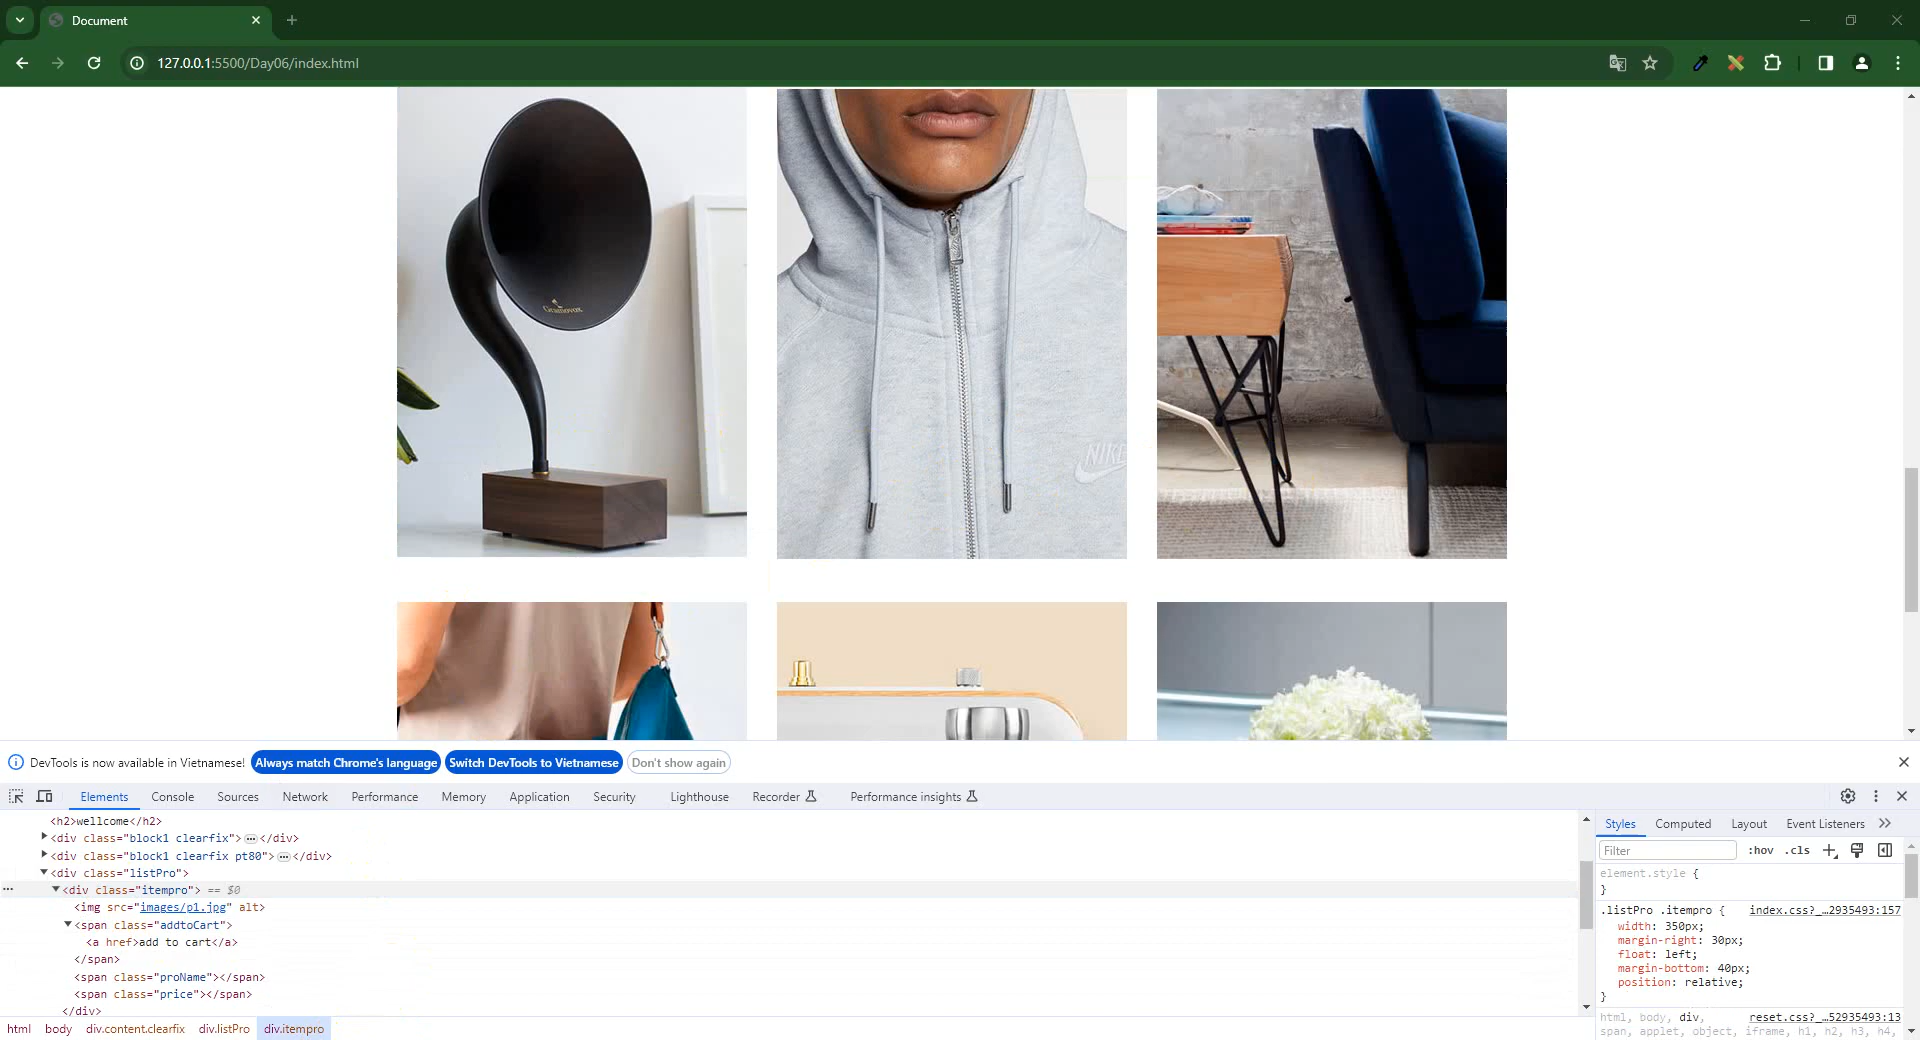 Document
127.0.0.1:5500/Day06/index.html
Gramovox
NIKE
DevTools is now available in Vietnamese! Always match Chrome's language Switch DevTools to Vietnamese Don't show again
Elements Console Sources Network Performance Memory Application Security Lighthouse Recorder Performance insights
<h2>wellcome</h2>
<div class="block1 clearfix">…</div>
<div class="block1 clearfix pt80">…</div>
<div class="listPro">
… <div class="itempro"> == $0
<img src="images/p1.jpg" alt>
<span class="addtoCart">
<a href>add to cart</a>
</span>
<span class="proName"></span>
<span class="price"></span>
</div>
html body div.content.clearfix div.listPro div.itempro
Styles Computed Layout Event Listeners
Filter :hov .cls
element.style {
}
.listPro .itempro { index.css?_…2935493:157
width: 350px;
margin-right: 30px;
float: left;
margin-bottom: 40px;
position: relative;
}
html, body, div, reset.css?_…52935493:13
span, applet, object, iframe, h1, h2, h3, h4,